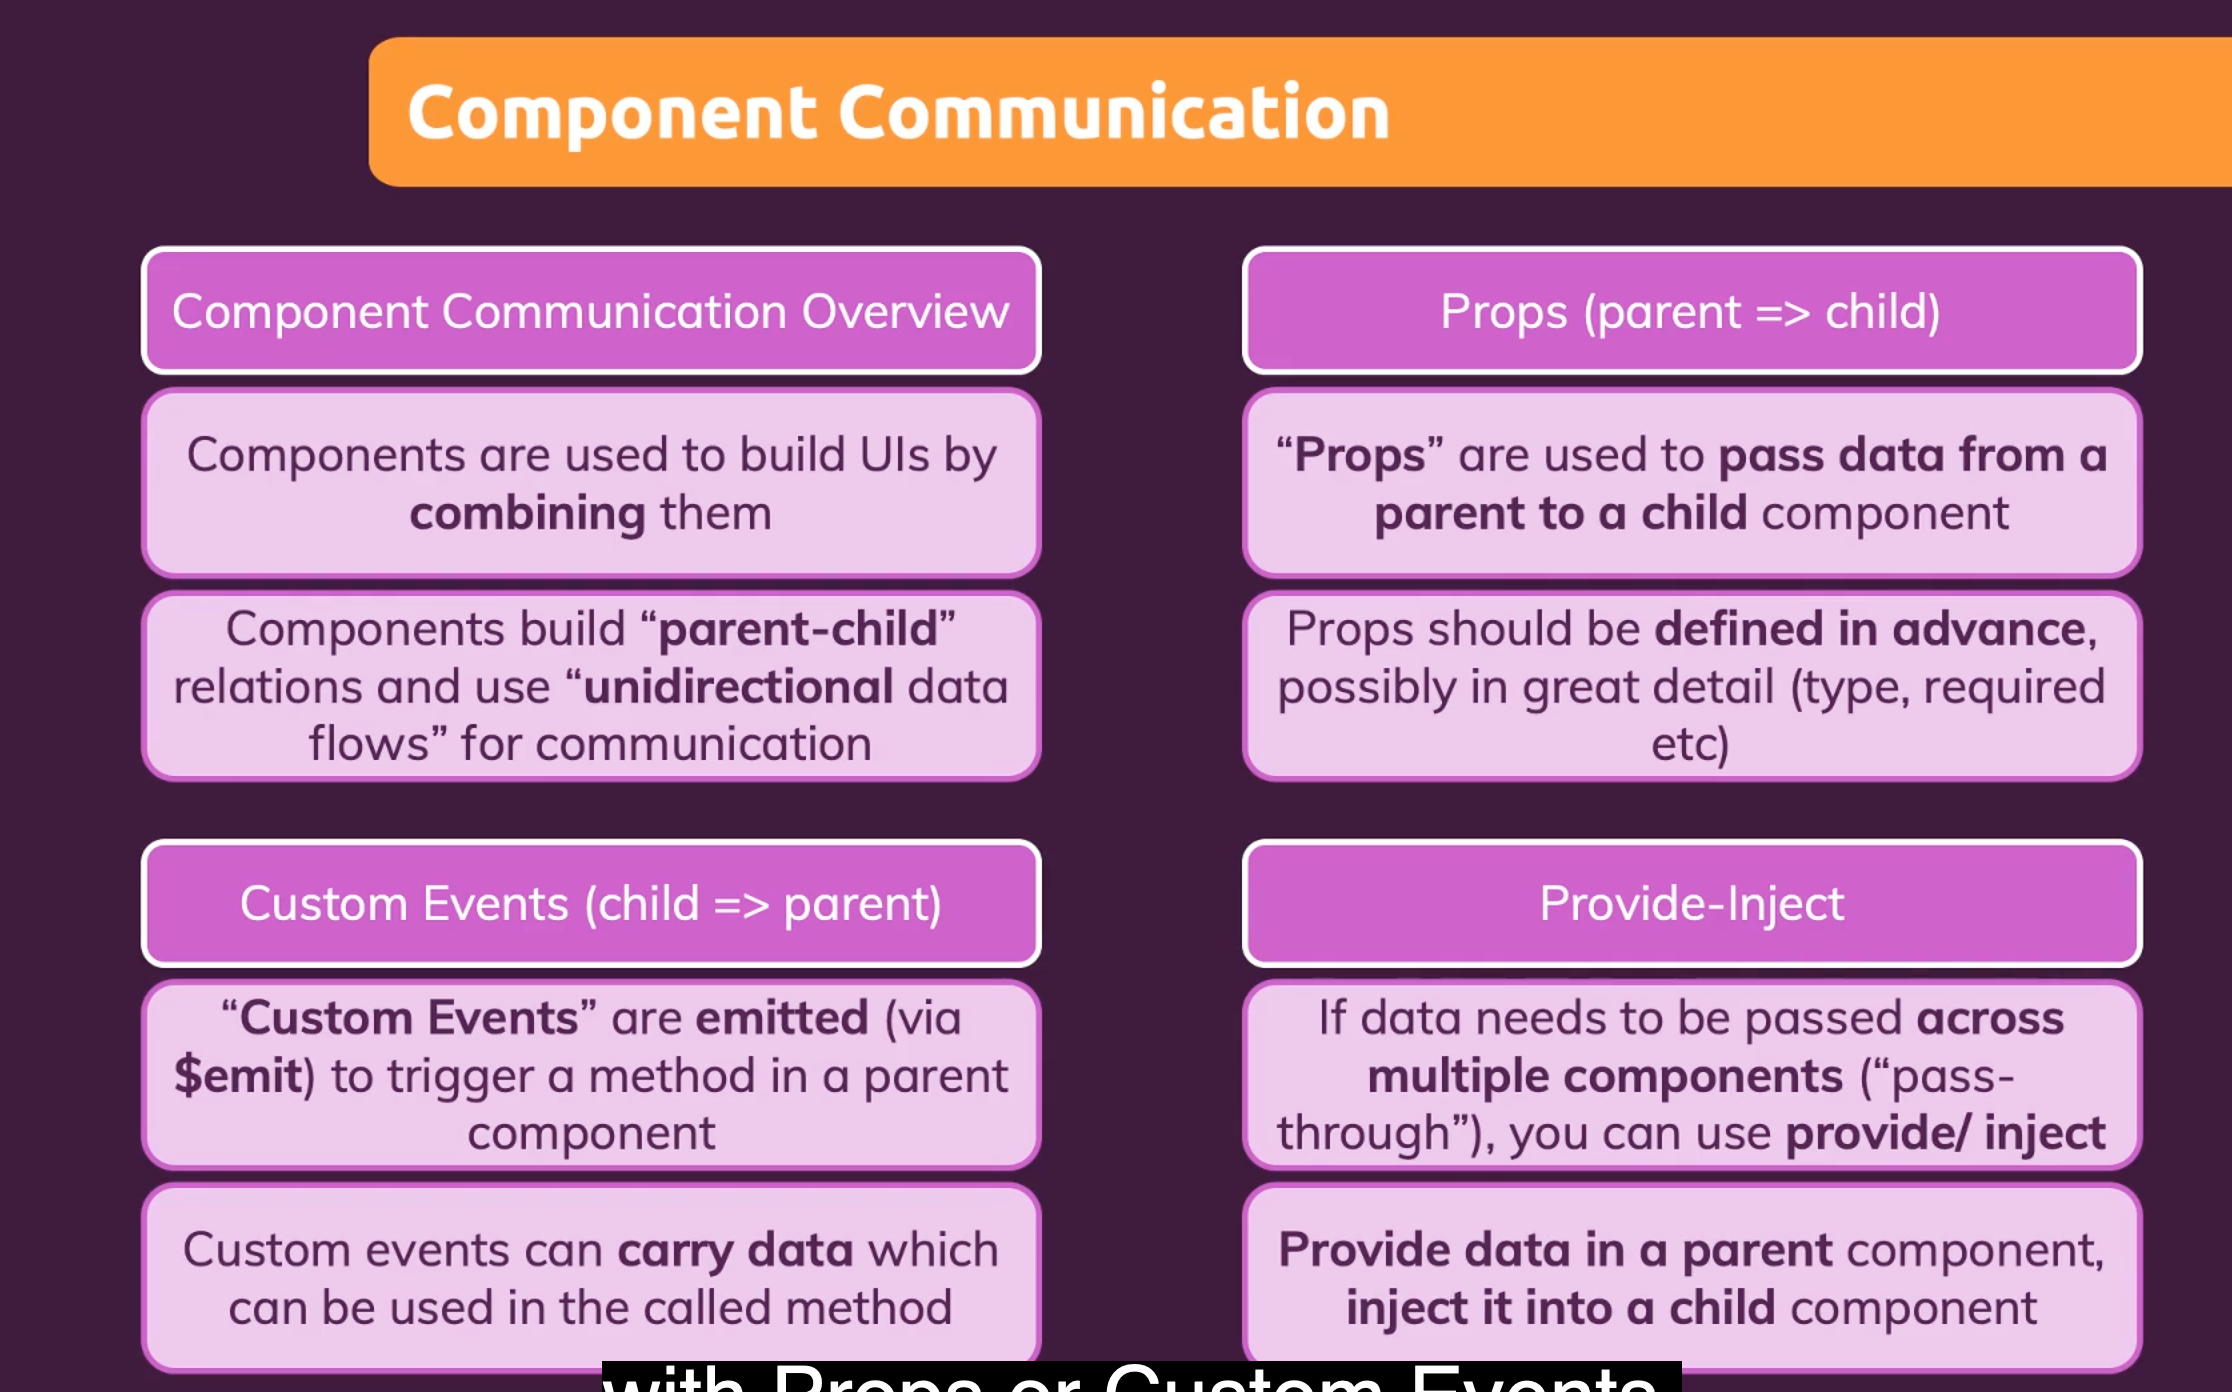 Component Communication
Component Communication Overview
Components are used to build UIs by
combining them
Components build “parent-child”
relations and use “unidirectional data
flows” for communication
Props (parent => child)
“Props” are used to pass data from a
parent to a child component
Props should be defined in advance,
possibly in great detail (type, required
etc)
Custom Events (child => parent)
“Custom Events” are emitted (via
$emit) to trigger a method in a parent
component
Custom events can carry data which
can be used in the called method
Provide-Inject
If data needs to be passed across
multiple components (“pass-
through”), you can use provide/ inject
Provide data in a parent component,
inject it into a child component
with Props or Custom Events